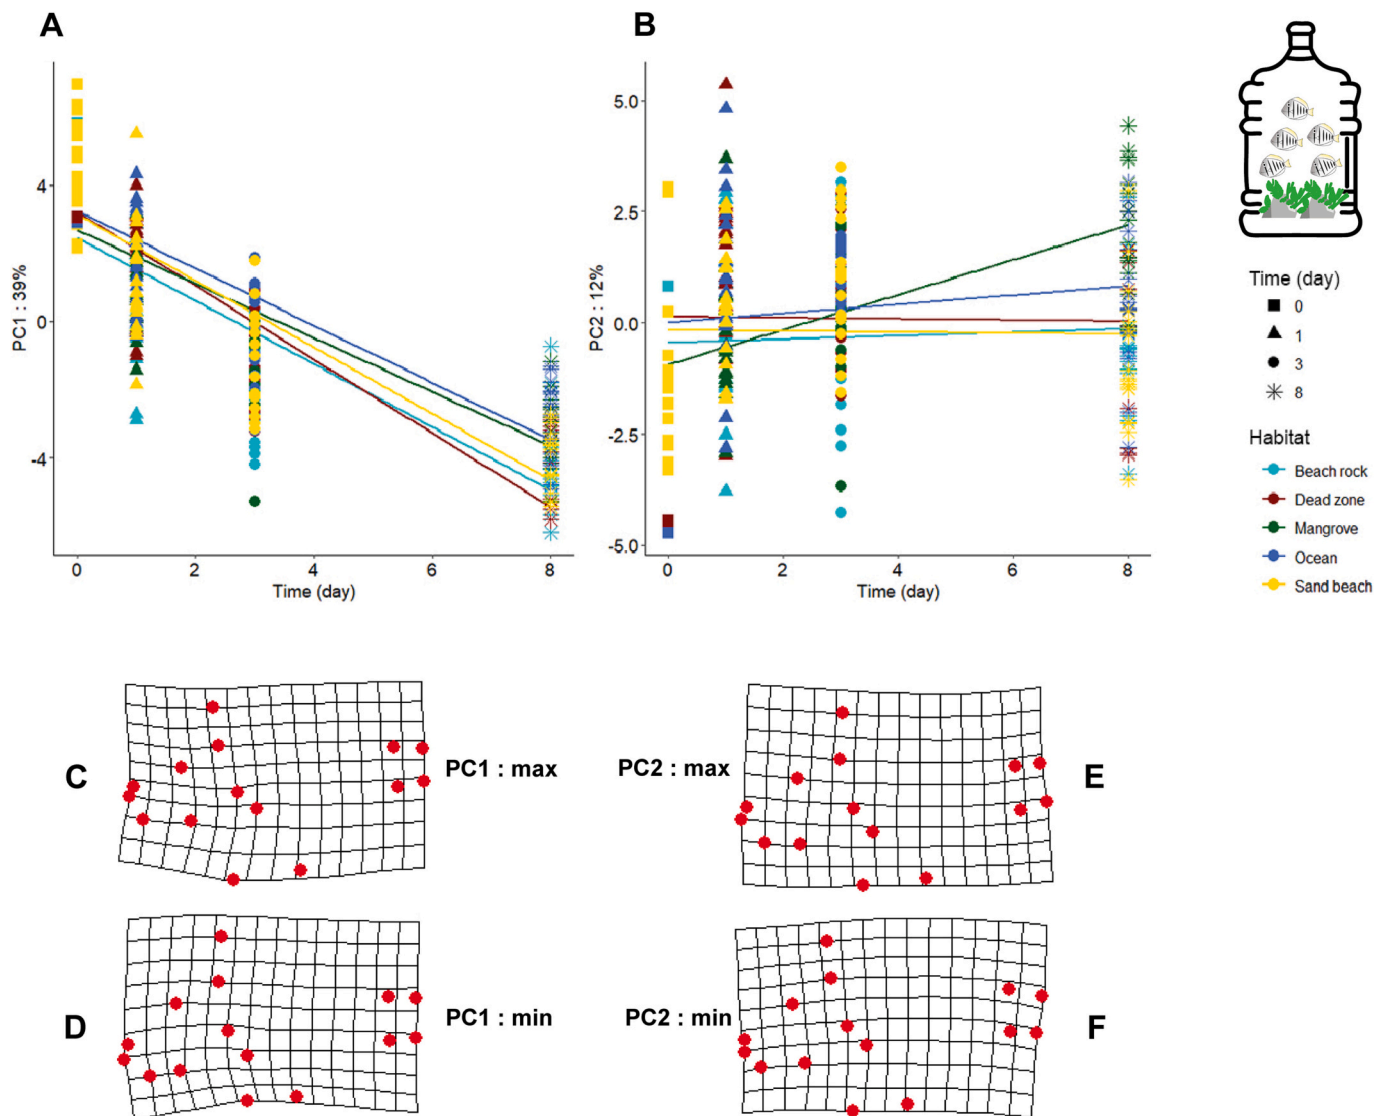 A
B
PC1 : 39%
4
0
-4
0
2
4
6
8
Time (day)
PC2 : 12%
5.0
2.5
0.0
-2.5
-5.0
0
2
4
6
8
Time (day)
Time (day)
0
1
3
8
Habitat
Beach rock
Dead zone
Mangrove
Ocean
Sand beach
C
PC1 : max
PC2 : max
E
D
PC1 : min
PC2 : min
F